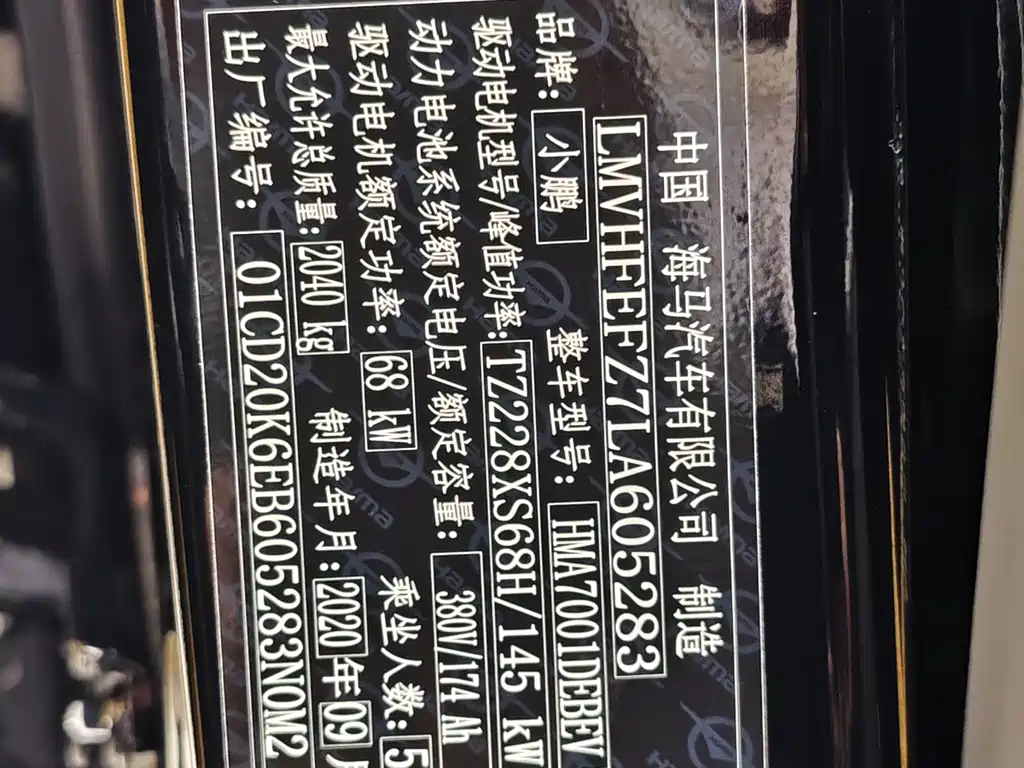 中国 海马汽车有限公司 制造
LMVHFEFZ7LA605283
品牌: 小鹏 整车型号: HMA7001DEBEV
驱动电机型号/峰值功率: TZ228XS68H/145 kW
动力电池系统额定电压/额定容量: 380V/174 Ah
驱动电机额定功率: 68 kW 乘坐人数: 5
最大允许总质量: 2040 kg 制造年月: 2020年09月
出厂编号: 01CD20K6EB605283N0M2